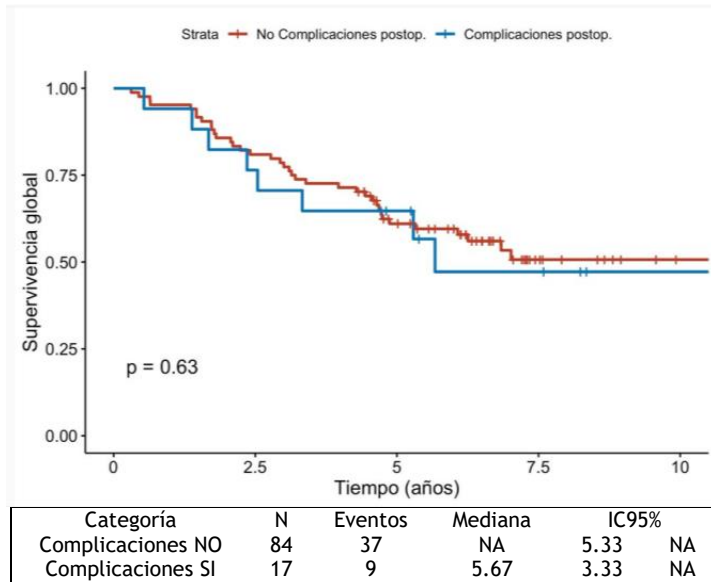 Strata No Complicaciones postop. Complicaciones postop.
1.00
0.75
0.50
0.25
0.00
Supervivencia global
p = 0.63
0 2.5 5 7.5 10
Tiempo (años)
Categoría N Eventos Mediana IC95%
Complicaciones NO 84 37 NA 5.33 NA
Complicaciones SI 17 9 5.67 3.33 NA